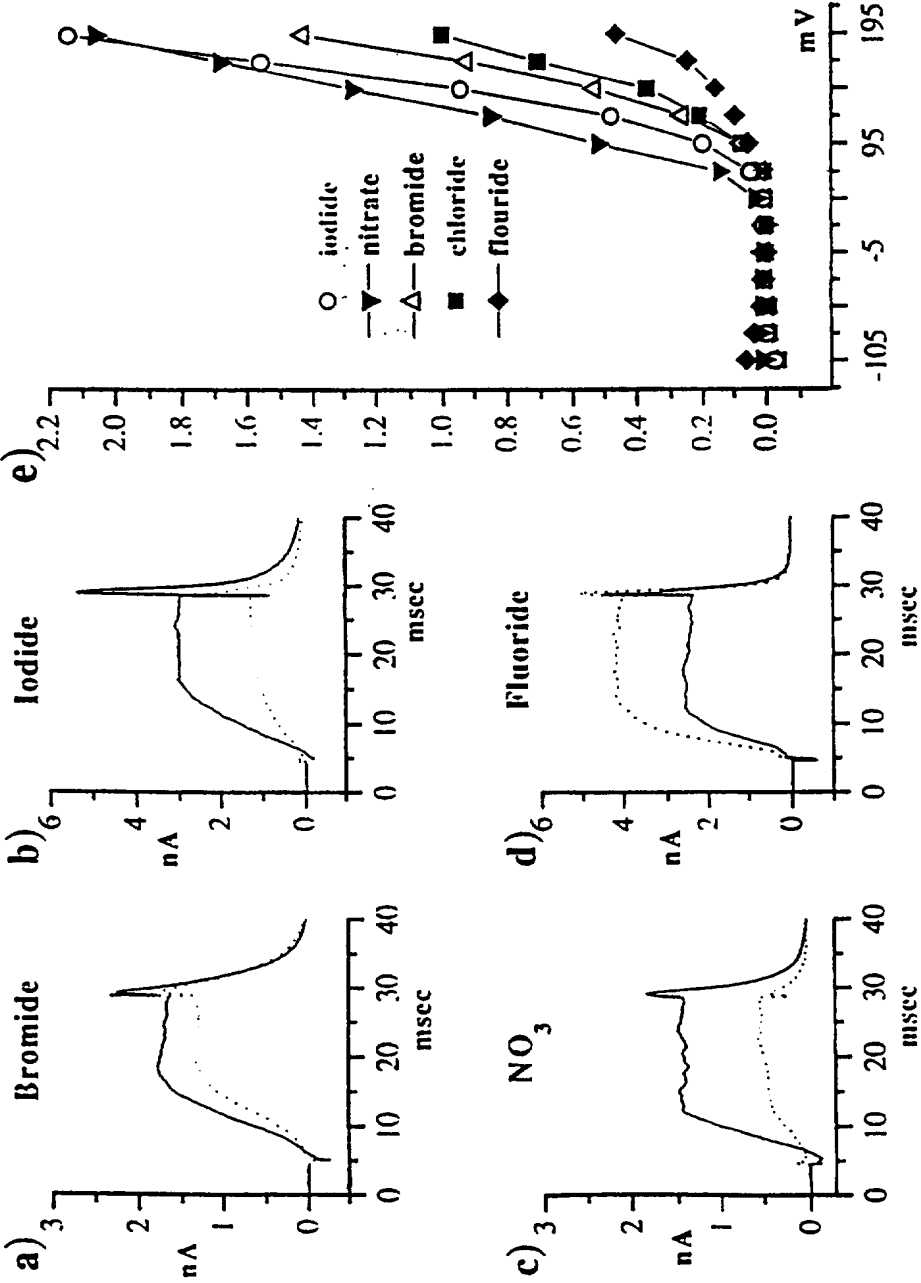 a)
Bromide
3
2
1
0
nA
0 10 20 30 40
msec
b)
Iodide
6
4
2
0
nA
0 10 20 30 40
msec
c)
NO3
3
2
1
0
nA
0 10 20 30 40
msec
d)
Fluoride
6
4
2
0
nA
0 10 20 30 40
msec
e)
2.2
2.0
1.8
1.6
1.4
1.2
1.0
0.8
0.6
0.4
0.2
0.0
iodide
nitrate
bromide
chloride
flouride
-105 -5 95 195
mV